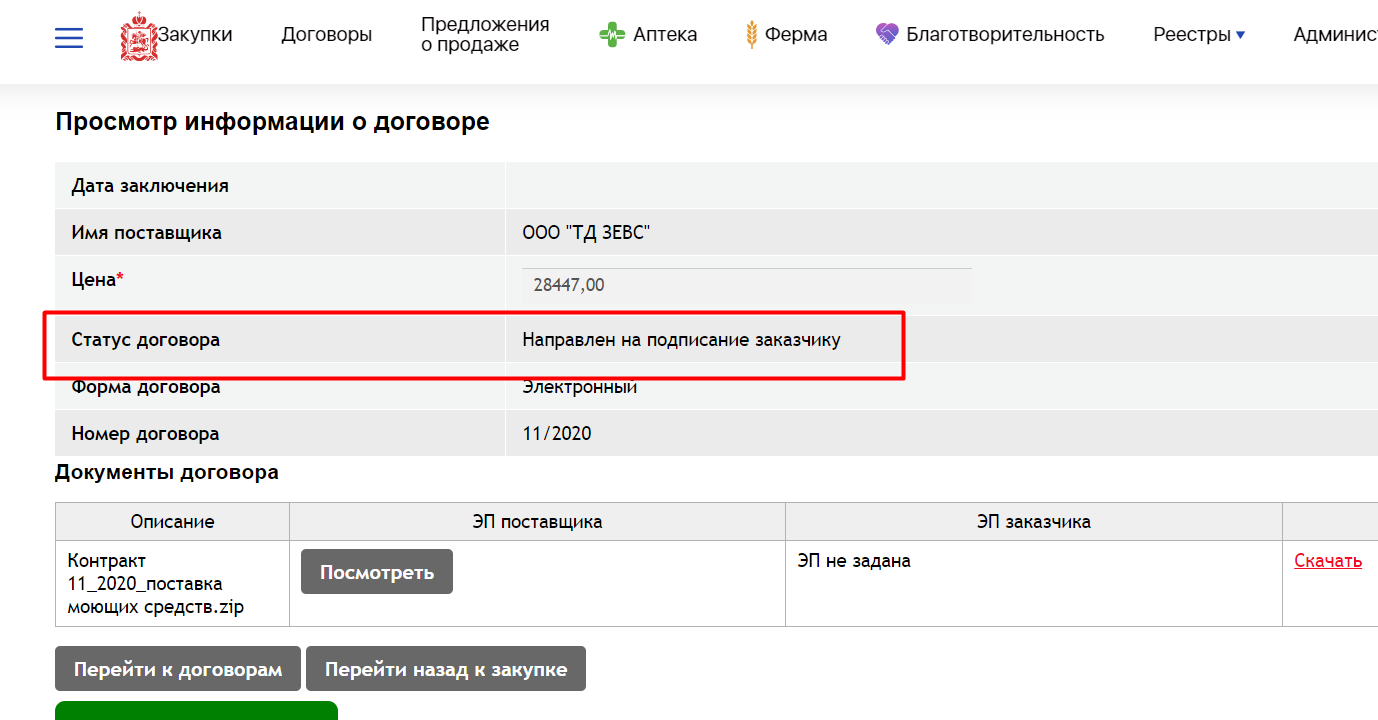 Закупки
Договоры
Предложения
о продаже
Аптека
Ферма
Благотворительность
Реестры
Админис
Просмотр информации о договоре
Дата заключения
Имя поставщика ООО "ТД ЗЕВС"
Цена* 28447,00
Статус договора Направлен на подписание заказчику
Форма договора Электронный
Номер договора 11/2020
Документы договора
Описание ЭП поставщика ЭП заказчика
Контракт
11_2020_поставка
моющих средств.zip
Посмотреть
ЭП не задана
Скачать
Перейти к договорам
Перейти назад к закупке